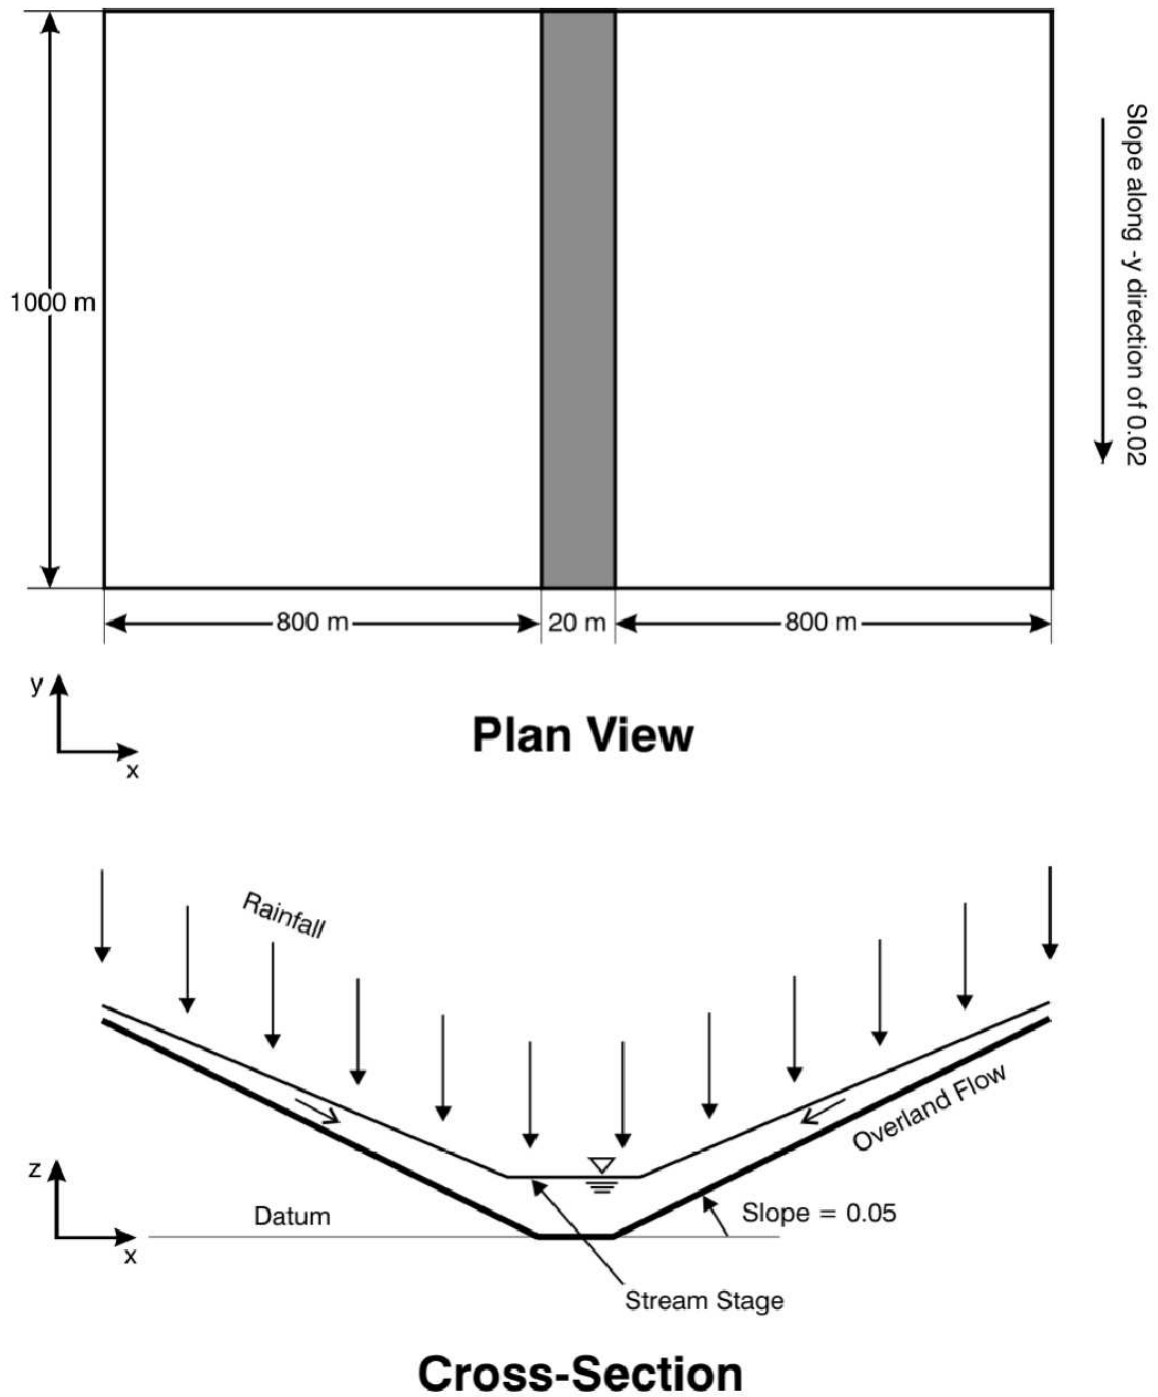 Slope along -y direction of 0.02
1000 m
800 m
20 m
800 m
y
x
Plan View
Rainfall
Overland Flow
z
x
Datum
Slope = 0.05
Stream Stage
Cross-Section